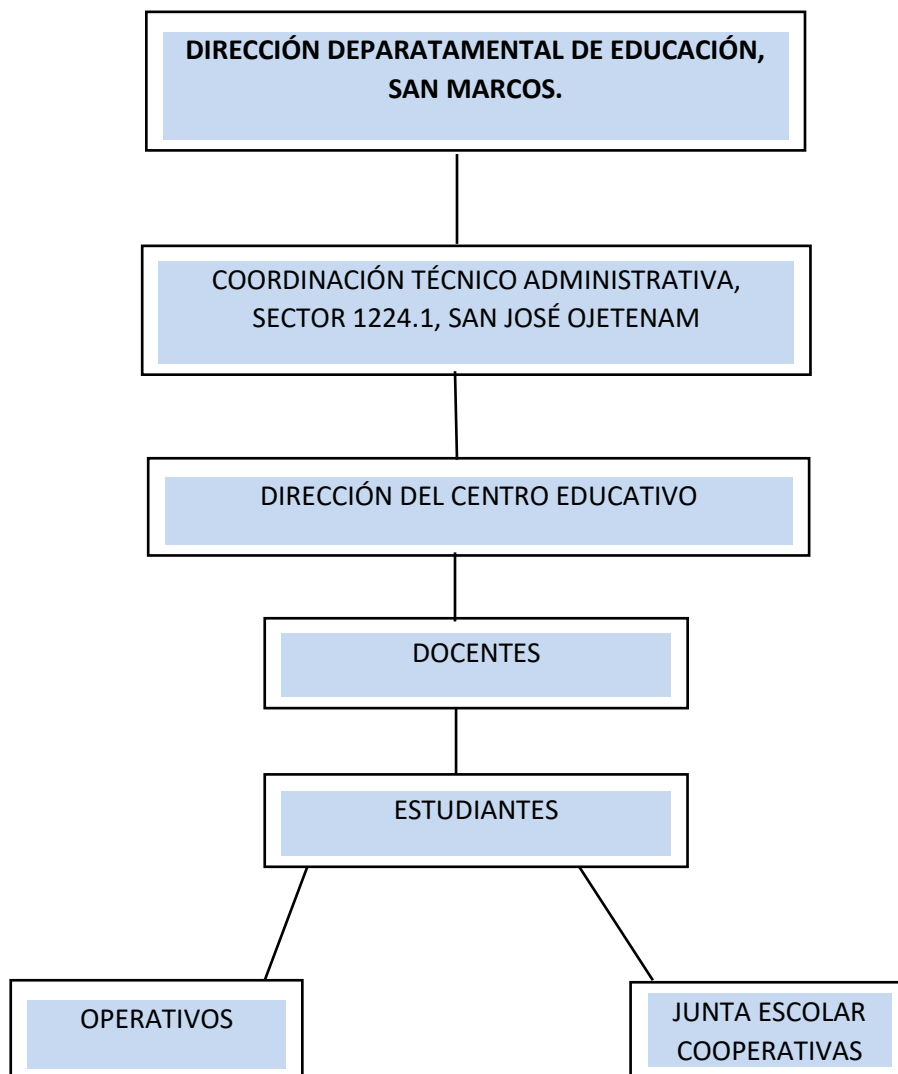 DIRECCIÓN DEPARATAMENTAL DE EDUCACIÓN,
SAN MARCOS.
COORDINACIÓN TÉCNICO ADMINISTRATIVA,
SECTOR 1224.1, SAN JOSÉ OJETENAM
DIRECCIÓN DEL CENTRO EDUCATIVO
DOCENTES
ESTUDIANTES
OPERATIVOS
JUNTA ESCOLAR
COOPERATIVAS